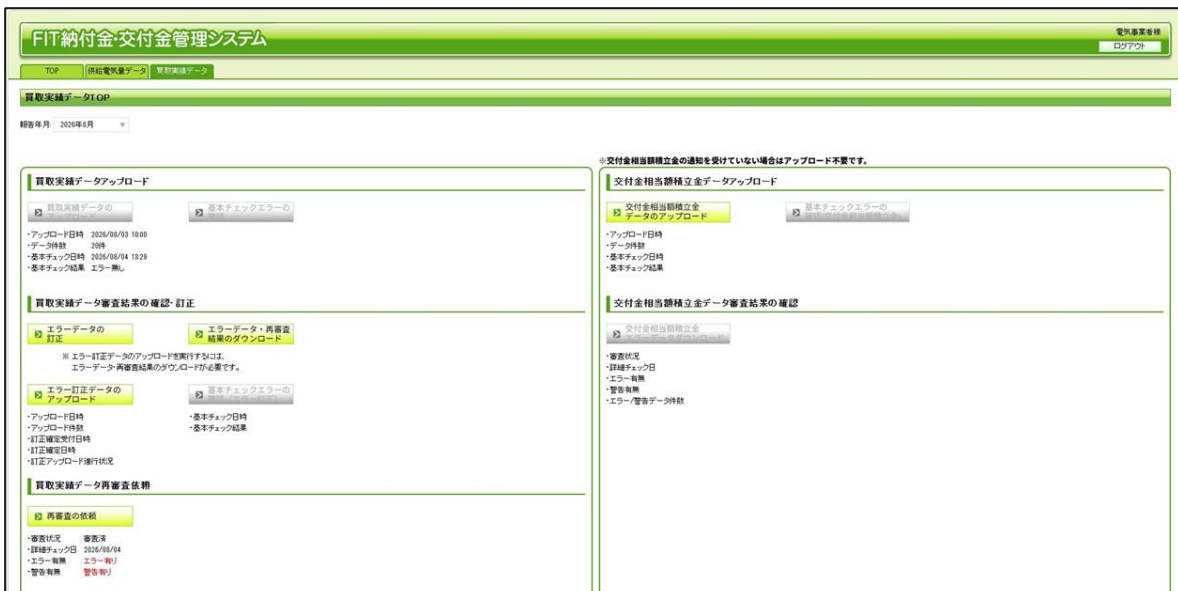 FIT納付金・交付金管理システム
電気事業者様
ログアウト
TOP
供給電気量データ
買取実績データ
買取実績データTOP
報告年月 2026年8月
※交付金相当額積立金の通知を受けていない場合はアップロード不要です。
買取実績データアップロード
買取実績データの
アップロード
基本チェックエラーの
・アップロード日時 2026/08/03 10:00
・データ件数 20件
・基本チェック日時 2026/08/04 13:29
・基本チェック結果 エラー無し
買取実績データ審査結果の確認・訂正
エラーデータの
訂正
エラーデータ・再審査
結果のダウンロード
※ エラー訂正データのアップロードを実行するには、
エラーデータ・再審査結果のダウンロードが必要です。
エラー訂正データの
アップロード
基本チェックエラーの
・アップロード日時
・アップロード件数
・訂正確定受付日時
・訂正確定日時
・訂正アップロード進行状況
・基本チェック日時
・基本チェック結果
買取実績データ再審査依頼
再審査の依頼
・審査状況 審査済
・詳細チェック日 2026/08/04
・エラー有無 エラー有り
・警告有無 警告有り
交付金相当額積立金データアップロード
交付金相当額積立金
データのアップロード
基本チェックエラーの
確認(交付金相当額積立金)
・アップロード日時
・データ件数
・基本チェック日時
・基本チェック結果
交付金相当額積立金データ審査結果の確認
交付金相当額積立金
エラーデータダウンロード
・審査状況
・詳細チェック日
・エラー有無
・警告有無
・エラー/警告データ件数